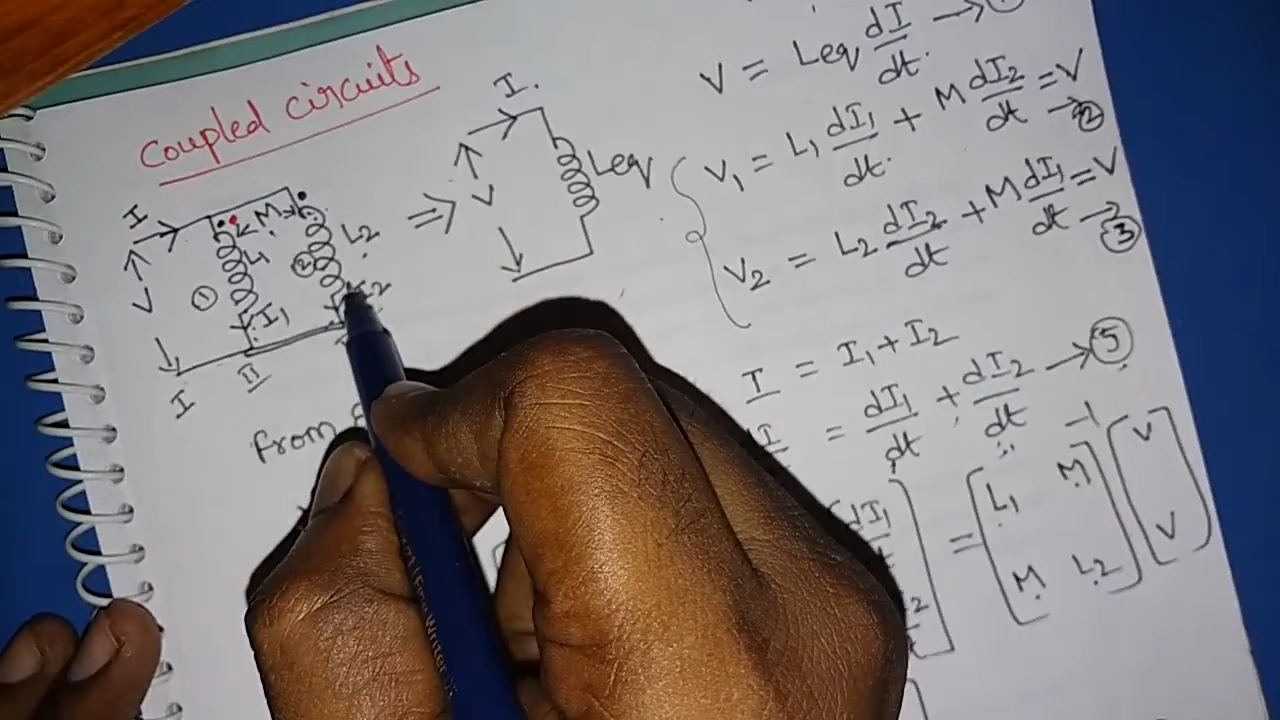 Coupled circuits
I
V
M
L1
L2
①
②
I1
I2
I
II
⇒
I.
V
Leq
V = Leq dI/dt. →①
V1 = L1 dI1/dt. + M dI2/dt = V →②
V2 = L2 dI2/dt + M dI1/dt = V →③
I = I1 + I2
= dI1/dt + dI2/dt →⑤
From
= [L1 M
M L2]⁻¹ [V
V]